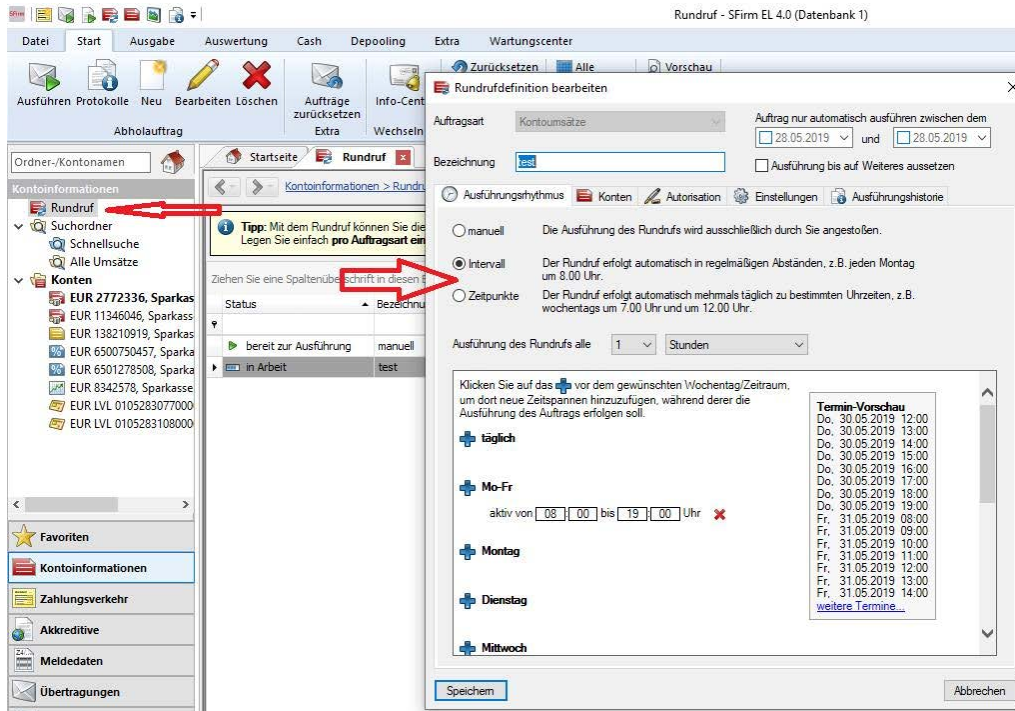 Rundruf - SFirm EL 4.0 (Datenbank 1)
Datei Start Ausgabe Auswertung Cash Depooling Extra Wartungscenter
Ausführen Protokolle Neu Bearbeiten Löschen
Abholauftrag
Aufträge zurücksetzen
Extra
Info-Cent
Wechseln
Zurücksetzen
Alle
Vorschau
Ordner-/Kontonamen
Kontoinformationen
Rundruf
Suchordner
Schnellsuche
Alle Umsätze
Konten
EUR 2772336, Sparkas
EUR 11346046, Sparkass
EUR 138210919, Sparkass
EUR 6500750457, Sparka
EUR 6501278508, Sparka
EUR 8342578, Sparkasse
EUR LVL 01052830770000
EUR LVL 01052831080000
Favoriten
Kontoinformationen
Zahlungsverkehr
Akkreditive
Meldedaten
Übertragungen
Startseite
Rundruf
Kontoinformationen > Rundru
Tipp: Mit dem Rundruf können Sie die
Legen Sie einfach pro Auftragsart ein
Ziehen Sie eine Spaltenüberschrift in diesen B
Status Bezeichnu
bereit zur Ausführung manuell
in Arbeit test
Rundrufdefinition bearbeiten
Auftragsart Kontoumsätze
Auftrag nur automatisch ausführen zwischen dem
28.05.2019 und 28.05.2019
Bezeichnung test
Ausführung bis auf Weiteres aussetzen
Ausführungsrhythmus Konten Autorisation Einstellungen Ausführungshistorie
manuell Die Ausführung des Rundrufs wird ausschließlich durch Sie angestoßen.
Intervall Der Rundruf erfolgt automatisch in regelmäßigen Abständen, z.B. jeden Montag
um 8.00 Uhr.
Zeitpunkte Der Rundruf erfolgt automatisch mehrmals täglich zu bestimmten Uhrzeiten, z.B.
wochentags um 7.00 Uhr und um 12.00 Uhr.
Ausführung des Rundrufs alle 1 Stunden
Klicken Sie auf das vor dem gewünschten Wochentag/Zeitraum,
um dort neue Zeitspannen hinzuzufügen, während derer die
Ausführung des Auftrags erfolgen soll.
täglich
Mo-Fr
aktiv von 08 : 00 bis 19 : 00 Uhr
Montag
Dienstag
Mittwoch
Termin-Vorschau
Do, 30.05.2019 12:00
Do, 30.05.2019 13:00
Do, 30.05.2019 14:00
Do, 30.05.2019 15:00
Do, 30.05.2019 16:00
Do, 30.05.2019 17:00
Do, 30.05.2019 18:00
Do, 30.05.2019 19:00
Fr, 31.05.2019 08:00
Fr, 31.05.2019 09:00
Fr, 31.05.2019 10:00
Fr, 31.05.2019 11:00
Fr, 31.05.2019 12:00
Fr, 31.05.2019 13:00
Fr, 31.05.2019 14:00
weitere Termine...
Speichern
Abbrechen